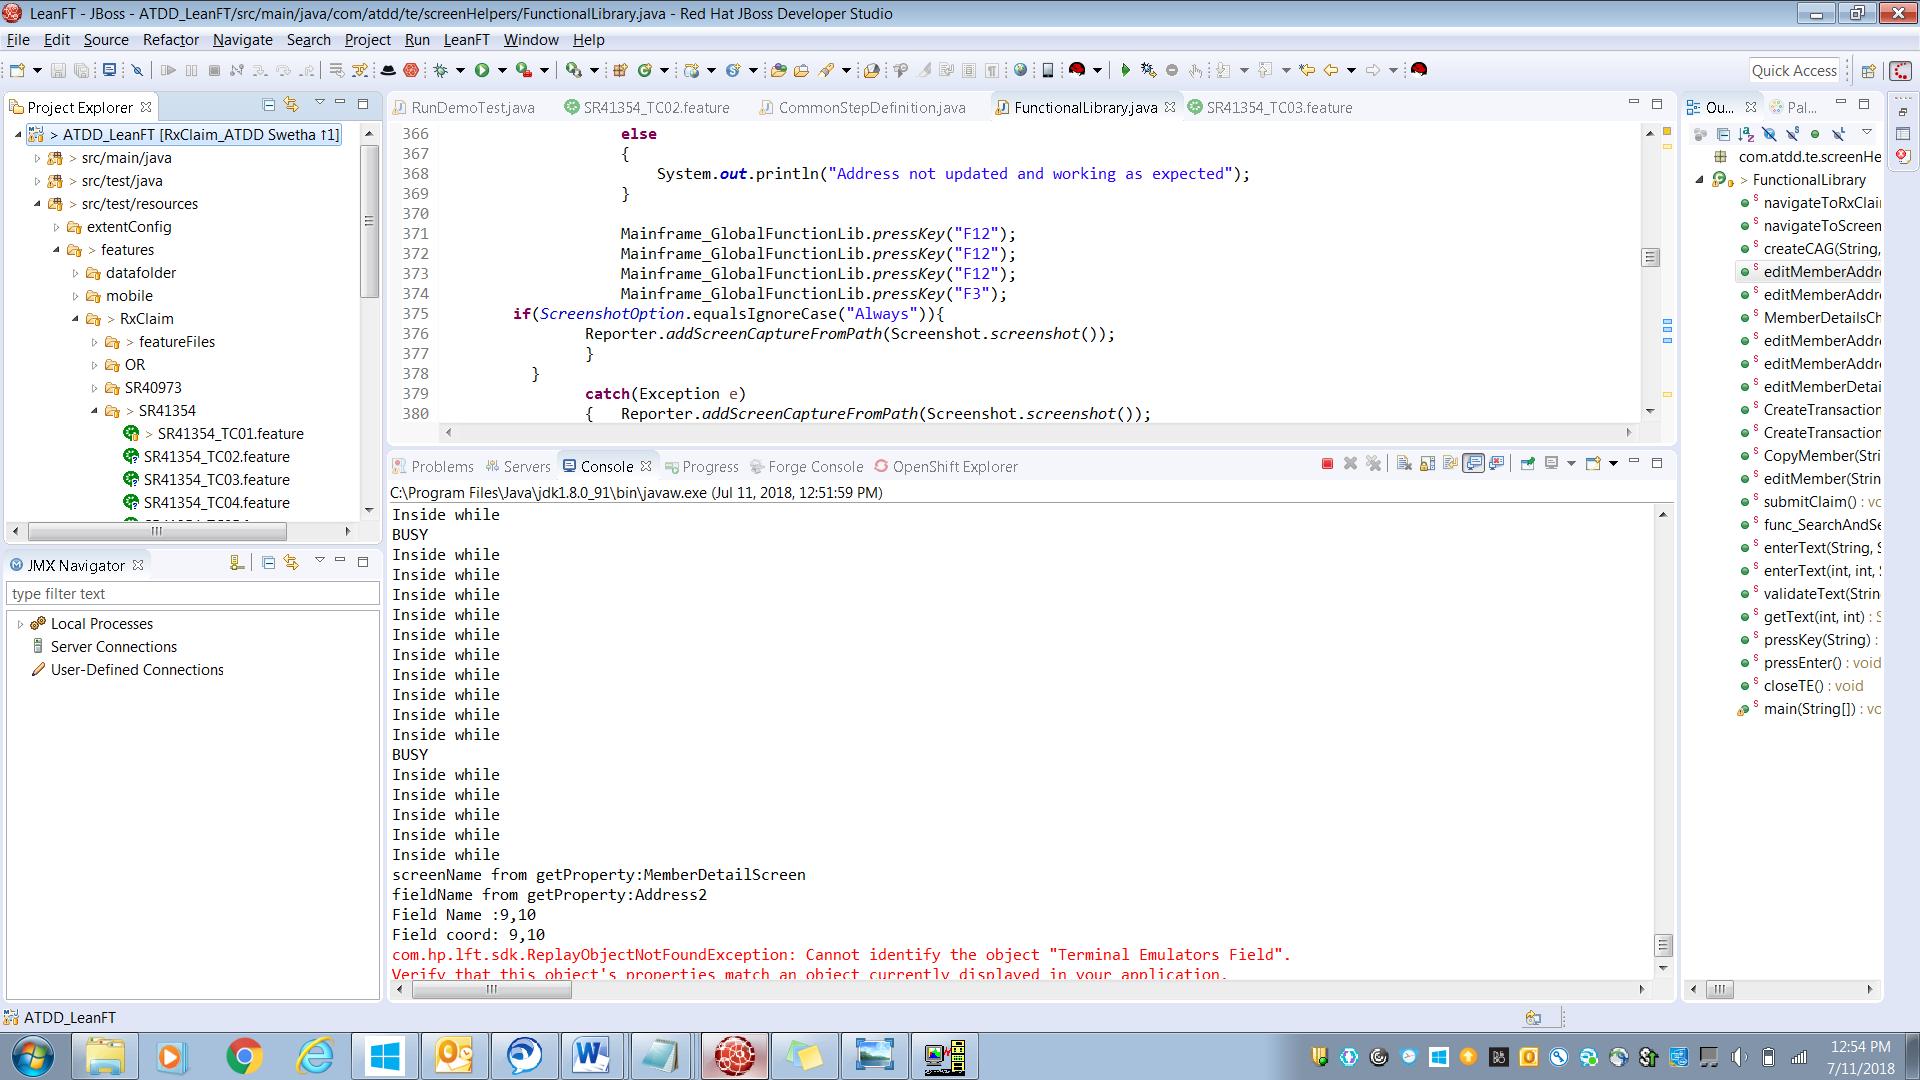 LeanFT - JBoss - ATDD_LeanFT/src/main/java/com/atdd/te/screenHelpers/FunctionalLibrary.java - Red Hat JBoss Developer Studio
File Edit Source Refactor Navigate Search Project Run LeanFT Window Help
Quick Access
Project Explorer
> ATDD_LeanFT [RxClaim_ATDD Swetha ↑1]
> src/main/java
> src/test/java
> src/test/resources
extentConfig
> features
datafolder
mobile
> RxClaim
> featureFiles
OR
SR40973
> SR41354
> SR41354_TC01.feature
SR41354_TC02.feature
SR41354_TC03.feature
SR41354_TC04.feature
JMX Navigator
type filter text
Local Processes
Server Connections
User-Defined Connections
RunDemoTest.java SR41354_TC02.feature CommonStepDefinition.java FunctionalLibrary.java SR41354_TC03.feature
366 else
367 {
368 System.out.println("Address not updated and working as expected");
369 }
370
371 Mainframe_GlobalFunctionLib.pressKey("F12");
372 Mainframe_GlobalFunctionLib.pressKey("F12");
373 Mainframe_GlobalFunctionLib.pressKey("F12");
374 Mainframe_GlobalFunctionLib.pressKey("F3");
375 if(ScreenshotOption.equalsIgnoreCase("Always")){
376 Reporter.addScreenCaptureFromPath(Screenshot.screenshot());
377 }
378 }
379 catch(Exception e)
380 { Reporter.addScreenCaptureFromPath(Screenshot.screenshot());
Problems Servers Console Progress Forge Console OpenShift Explorer
C:\Program Files\Java\jdk1.8.0_91\bin\javaw.exe (Jul 11, 2018, 12:51:59 PM)
Inside while
BUSY
Inside while
Inside while
Inside while
Inside while
Inside while
Inside while
Inside while
Inside while
Inside while
Inside while
BUSY
Inside while
Inside while
Inside while
Inside while
Inside while
screenName from getProperty:MemberDetailScreen
fieldName from getProperty:Address2
Field Name :9,10
Field coord: 9,10
com.hp.lft.sdk.ReplayObjectNotFoundException: Cannot identify the object "Terminal Emulators Field".
Verify that this object's properties match an object currently displayed in your application.
Ou... Pal...
com.atdd.te.screenHe
> FunctionalLibrary
navigateToRxClai
navigateToScreen
createCAG(String,
editMemberAddre
editMemberAddr
MemberDetailsCh
editMemberAddr
editMemberAddr
editMemberDetai
CreateTransaction
CreateTransaction
CopyMember(Stri
editMember(Strin
submitClaim() : vo
func_SearchAndSe
enterText(String, S
enterText(int, int, S
validateText(Strin
getText(int, int) : S
pressKey(String) :
pressEnter() : void
closeTE() : void
main(String[]) : vo
ATDD_LeanFT
12:54 PM
7/11/2018